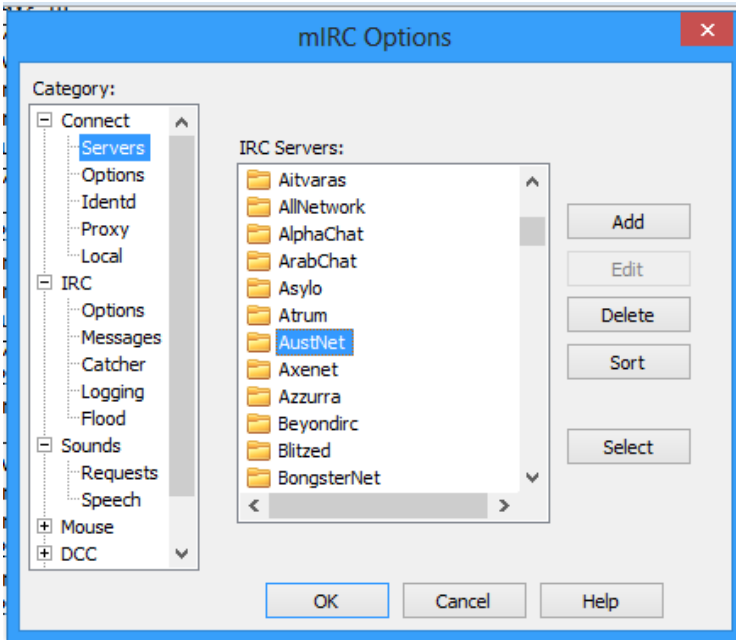 mIRC Options
Category:
Connect
Servers
Options
Identd
Proxy
Local
IRC
Options
Messages
Catcher
Logging
Flood
Sounds
Requests
Speech
Mouse
DCC
IRC Servers:
Aitvaras
AllNetwork
AlphaChat
ArabChat
Asylo
Atrum
AustNet
Axenet
Azzurra
Beyondirc
Blitzed
BongsterNet
Add
Edit
Delete
Sort
Select
OK Cancel Help